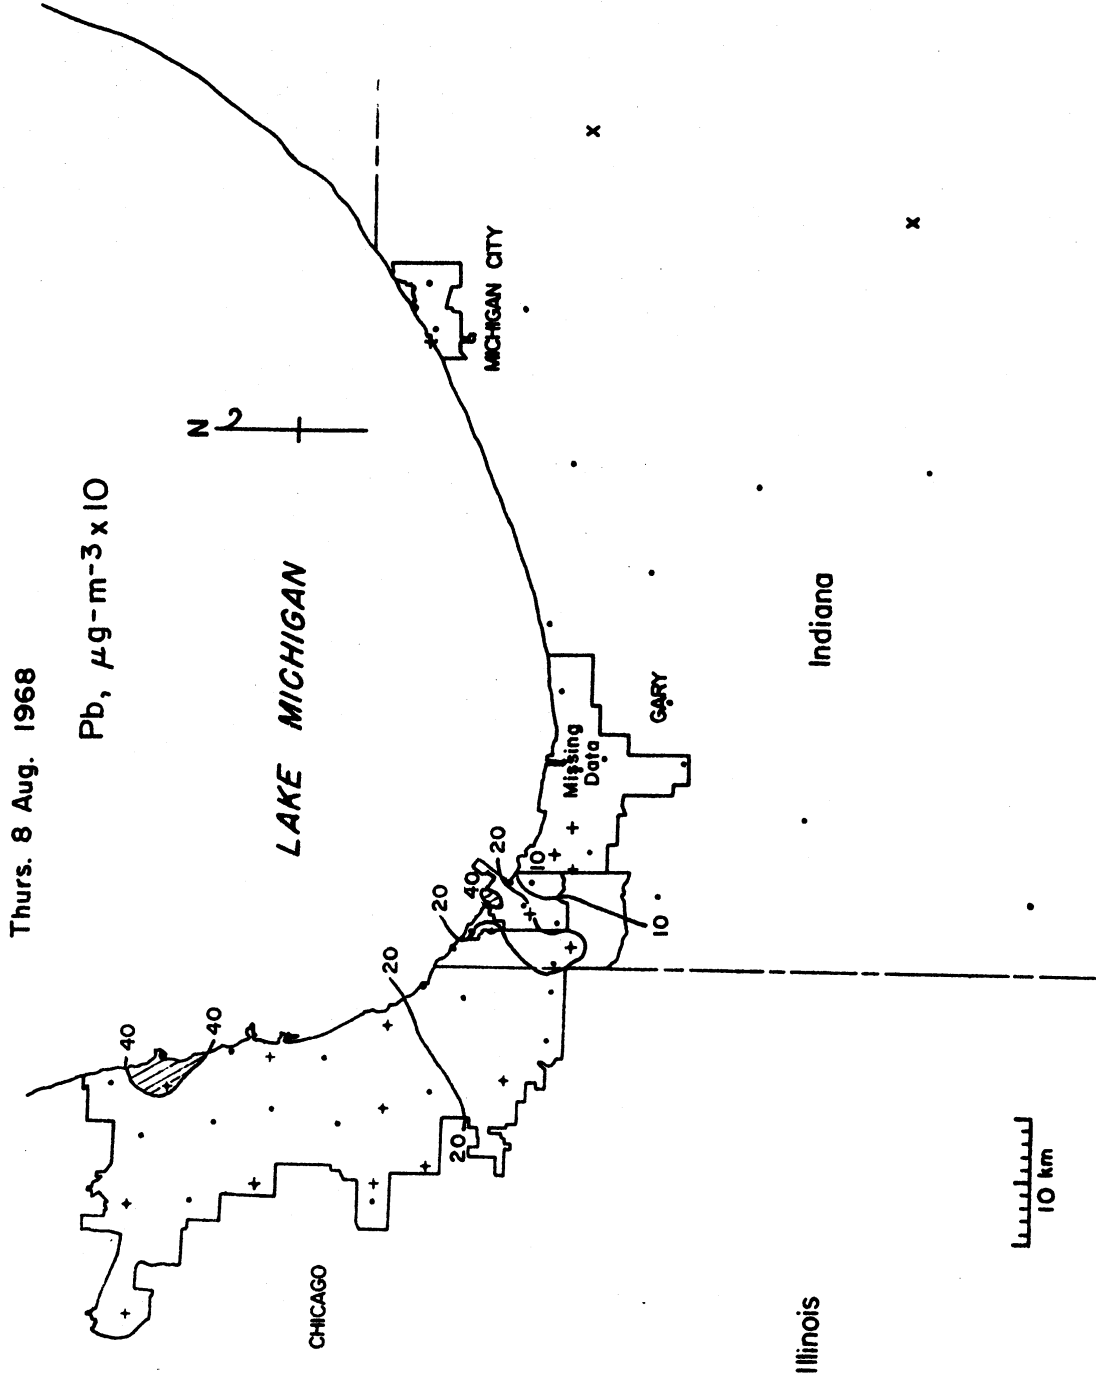 Thurs. 8 Aug. 1968
Pb, μg-m⁻³ x 10
LAKE MICHIGAN
N
MICHIGAN CITY
40
40
20
20
20
40
20
10
10
Missing
Data
GARY
CHICAGO
Illinois
Indiana
10 km